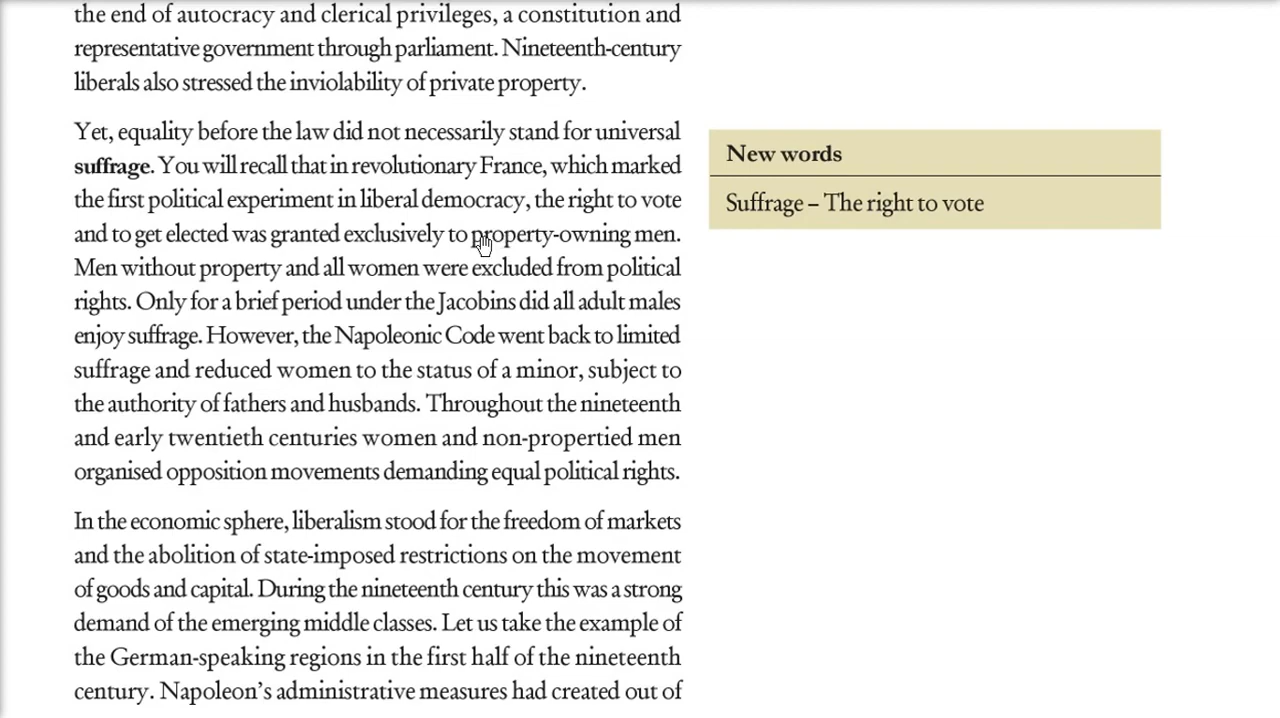 the end of autocracy and clerical privileges, a constitution and
representative government through parliament. Nineteenth-century
liberals also stressed the inviolability of private property.
Yet, equality before the law did not necessarily stand for universal
suffrage. You will recall that in revolutionary France, which marked
the first political experiment in liberal democracy, the right to vote
and to get elected was granted exclusively to property-owning men.
Men without property and all women were excluded from political
rights. Only for a brief period under the Jacobins did all adult males
enjoy suffrage. However, the Napoleonic Code went back to limited
suffrage and reduced women to the status of a minor, subject to
the authority of fathers and husbands. Throughout the nineteenth
and early twentieth centuries women and non-propertied men
organised opposition movements demanding equal political rights.
In the economic sphere, liberalism stood for the freedom of markets
and the abolition of state-imposed restrictions on the movement
of goods and capital. During the nineteenth century this was a strong
demand of the emerging middle classes. Let us take the example of
the German-speaking regions in the first half of the nineteenth
century. Napoleon's administrative measures had created out of
New words
Suffrage – The right to vote